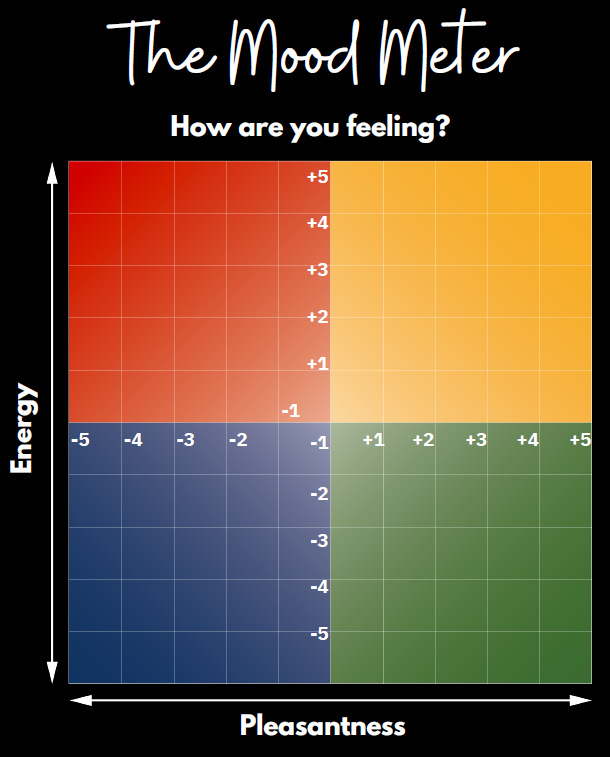 The Mood Meter
How are you feeling?
+5
+4
+3
+2
+1
-1
-5 -4 -3 -2 -1 +1 +2 +3 +4 +5
-2
-3
-4
-5
Energy
Pleasantness